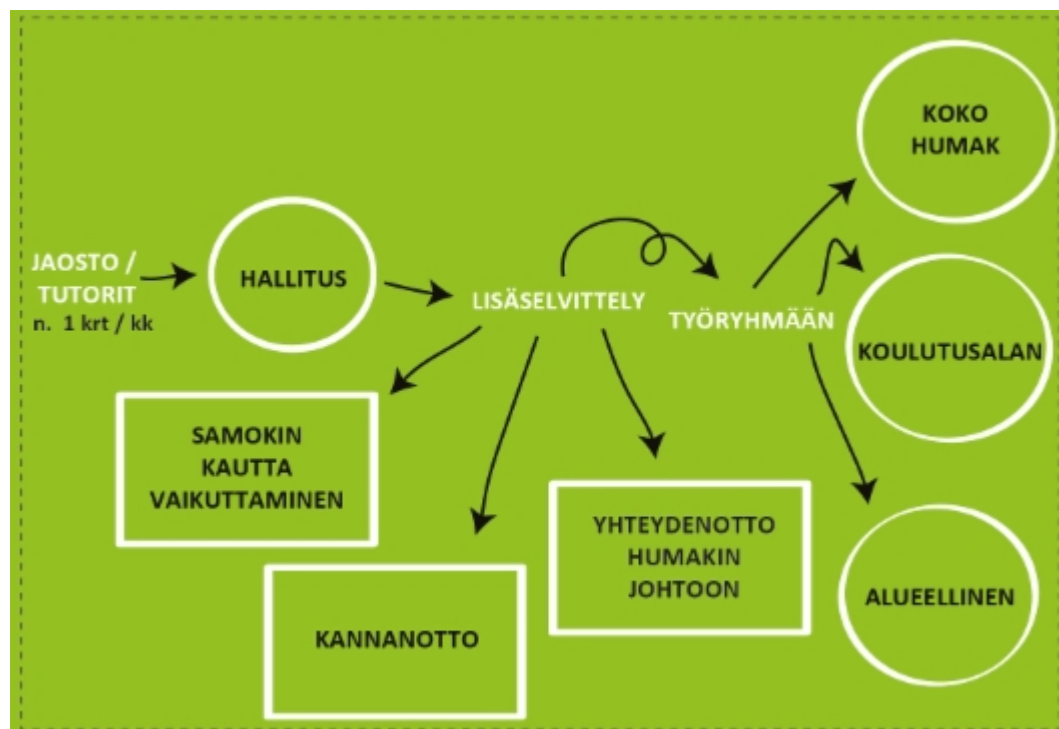 JAOSTO /
TUTORIT
n. 1 krt / kk
HALLITUS
LISÄSELVITTELY
TYÖRYHMÄÄN
KOKO
HUMAK
KOULUTUSALAN
ALUEELLINEN
SAMOKIN
KAUTTA
VAIKUTTAMINEN
KANNANOTTO
YHTEYDENOTTO
HUMAKIN
JOHTOON